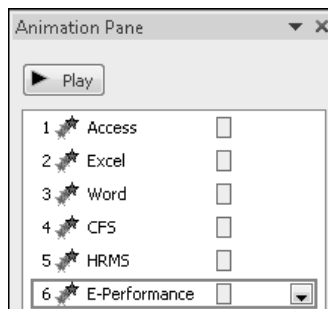 Animation Pane
Play
1 Access
2 Excel
3 Word
4 CFS
5 HRMS
6 E-Performance